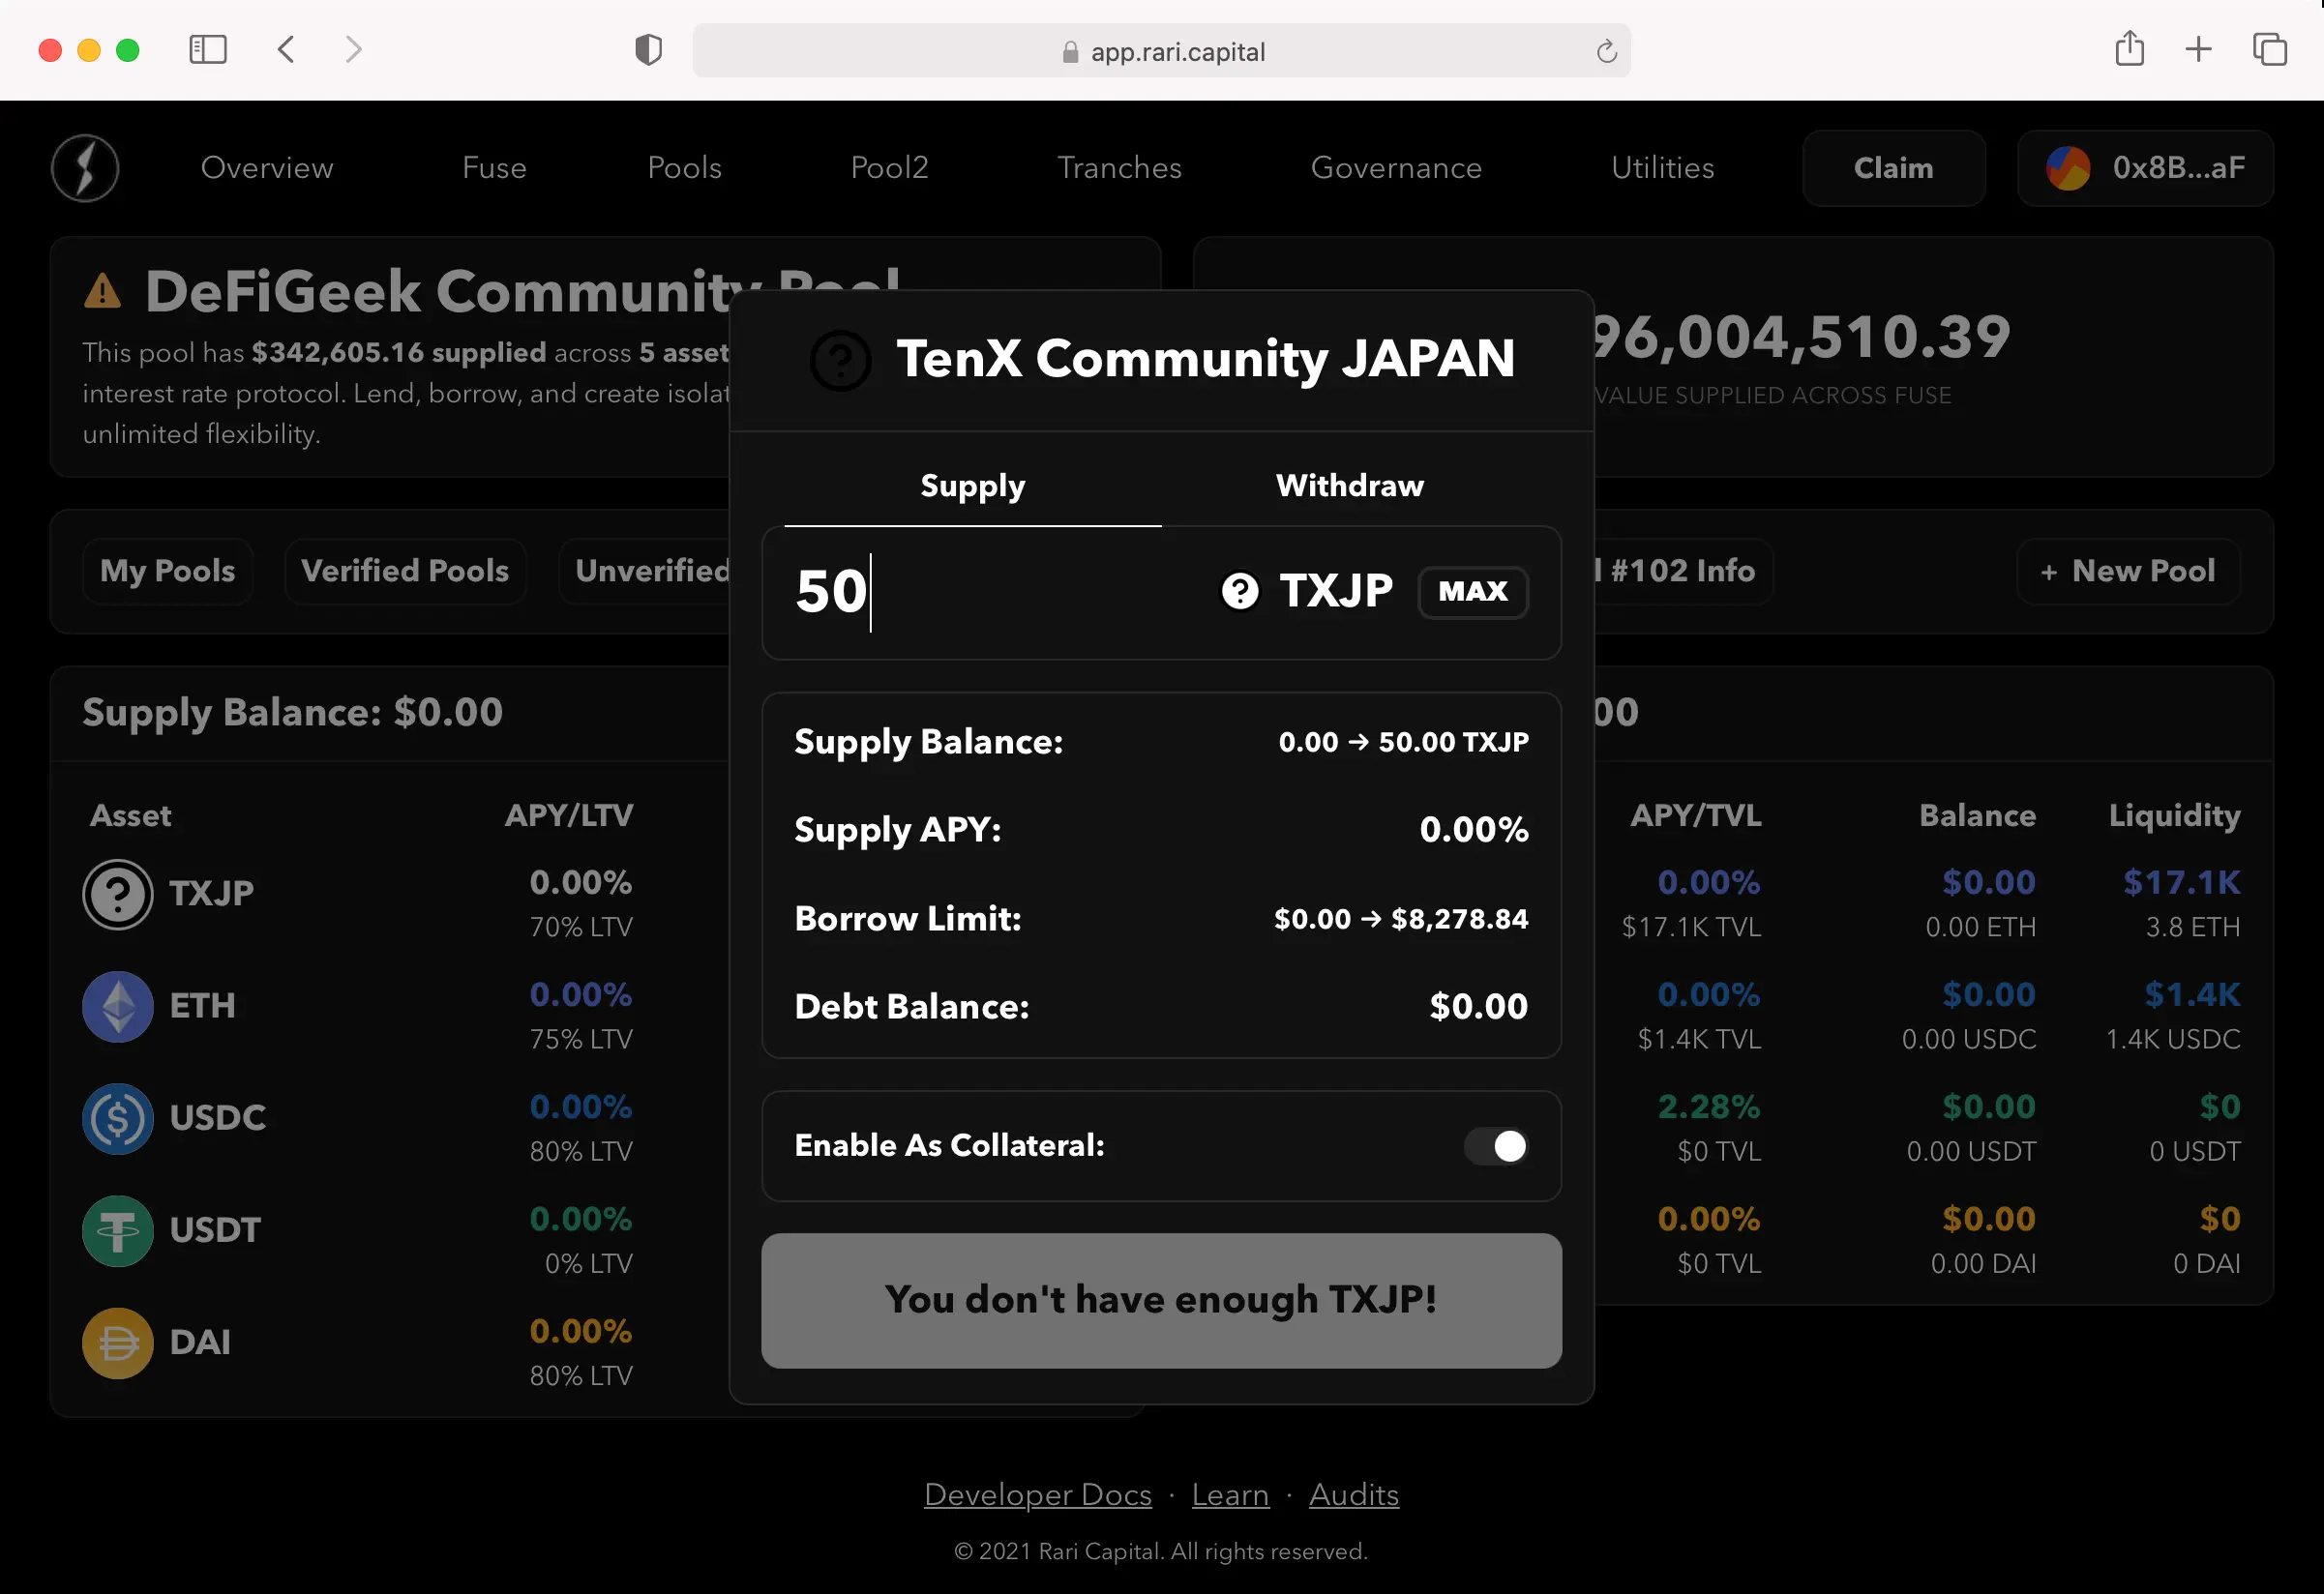 app.rari.capital
Overview
Fuse
Pools
Pool2
Tranches
Governance
Utilities
Claim
0x8B...aF
DeFiGeek Community
This pool has $342,605.16 supplied across 5 asset
interest rate protocol. Lend, borrow, and create isolat
unlimited flexibility.
96,004,510.39
VALUE SUPPLIED ACROSS FUSE
My Pools
Verified Pools
Unverified
#102 Info
+ New Pool
Supply Balance: $0.00
Asset
APY/LTV
TXJP
0.00%
70% LTV
ETH
0.00%
75% LTV
USDC
0.00%
80% LTV
USDT
0.00%
0% LTV
DAI
0.00%
80% LTV
TenX Community JAPAN
Supply
Withdraw
50
TXJP
MAX
Supply Balance:
0.00 → 50.00 TXJP
Supply APY:
0.00%
Borrow Limit:
$0.00 → $8,278.84
Debt Balance:
$0.00
Enable As Collateral:
You don't have enough TXJP!
00
APY/TVL
Balance
Liquidity
0.00%
$0.00
$17.1K
$17.1K TVL
0.00 ETH
3.8 ETH
0.00%
$0.00
$1.4K
$1.4K TVL
0.00 USDC
1.4K USDC
2.28%
$0.00
$0
$0 TVL
0.00 USDT
0 USDT
0.00%
$0.00
$0
$0 TVL
0.00 DAI
0 DAI
Developer Docs · Learn · Audits
© 2021 Rari Capital. All rights reserved.